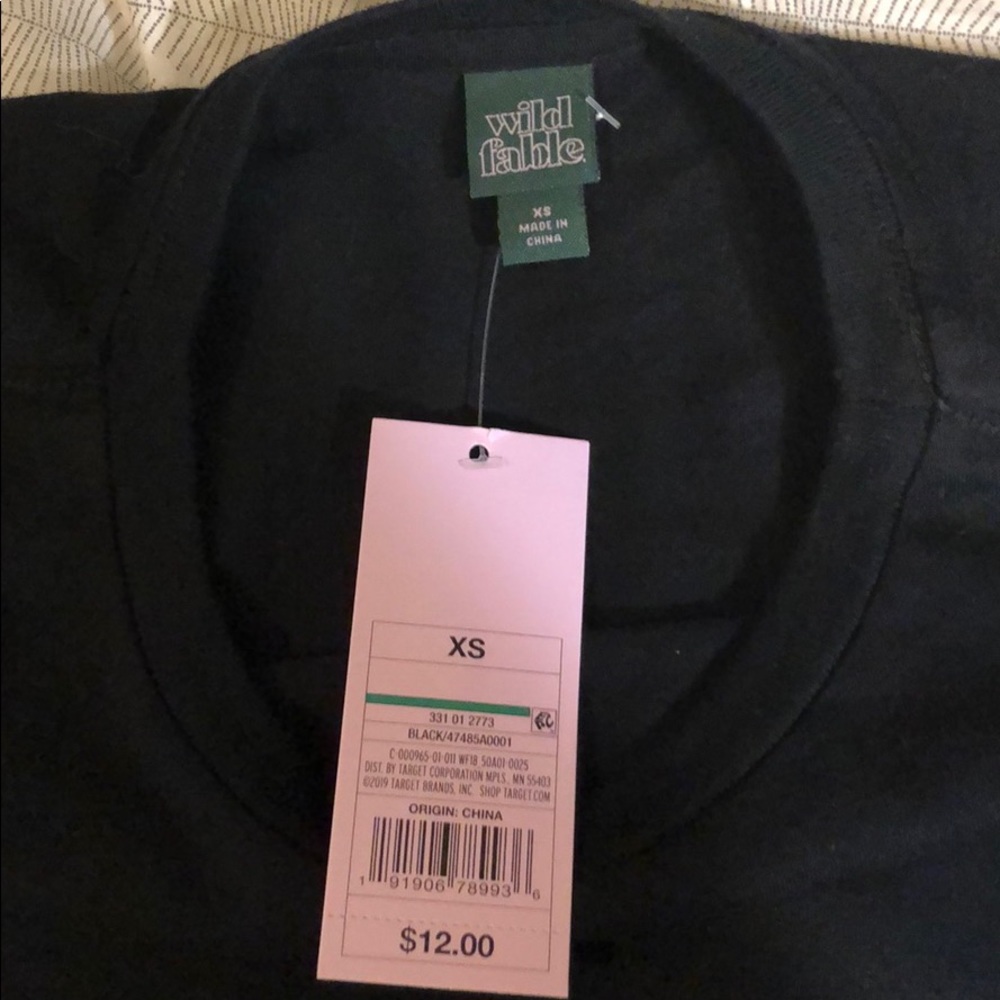 wild
fable
XS
MADE IN
CHINA
XS
331 01 2773
BLACK/47485A0001
C-000965-01-011 WF18_50A01-0025
DIST. BY TARGET CORPORATION MPLS., MN 55403
©2019 TARGET BRANDS, INC. SHOP TARGET.COM
ORIGIN: CHINA
1 91906 78993 6
$12.00